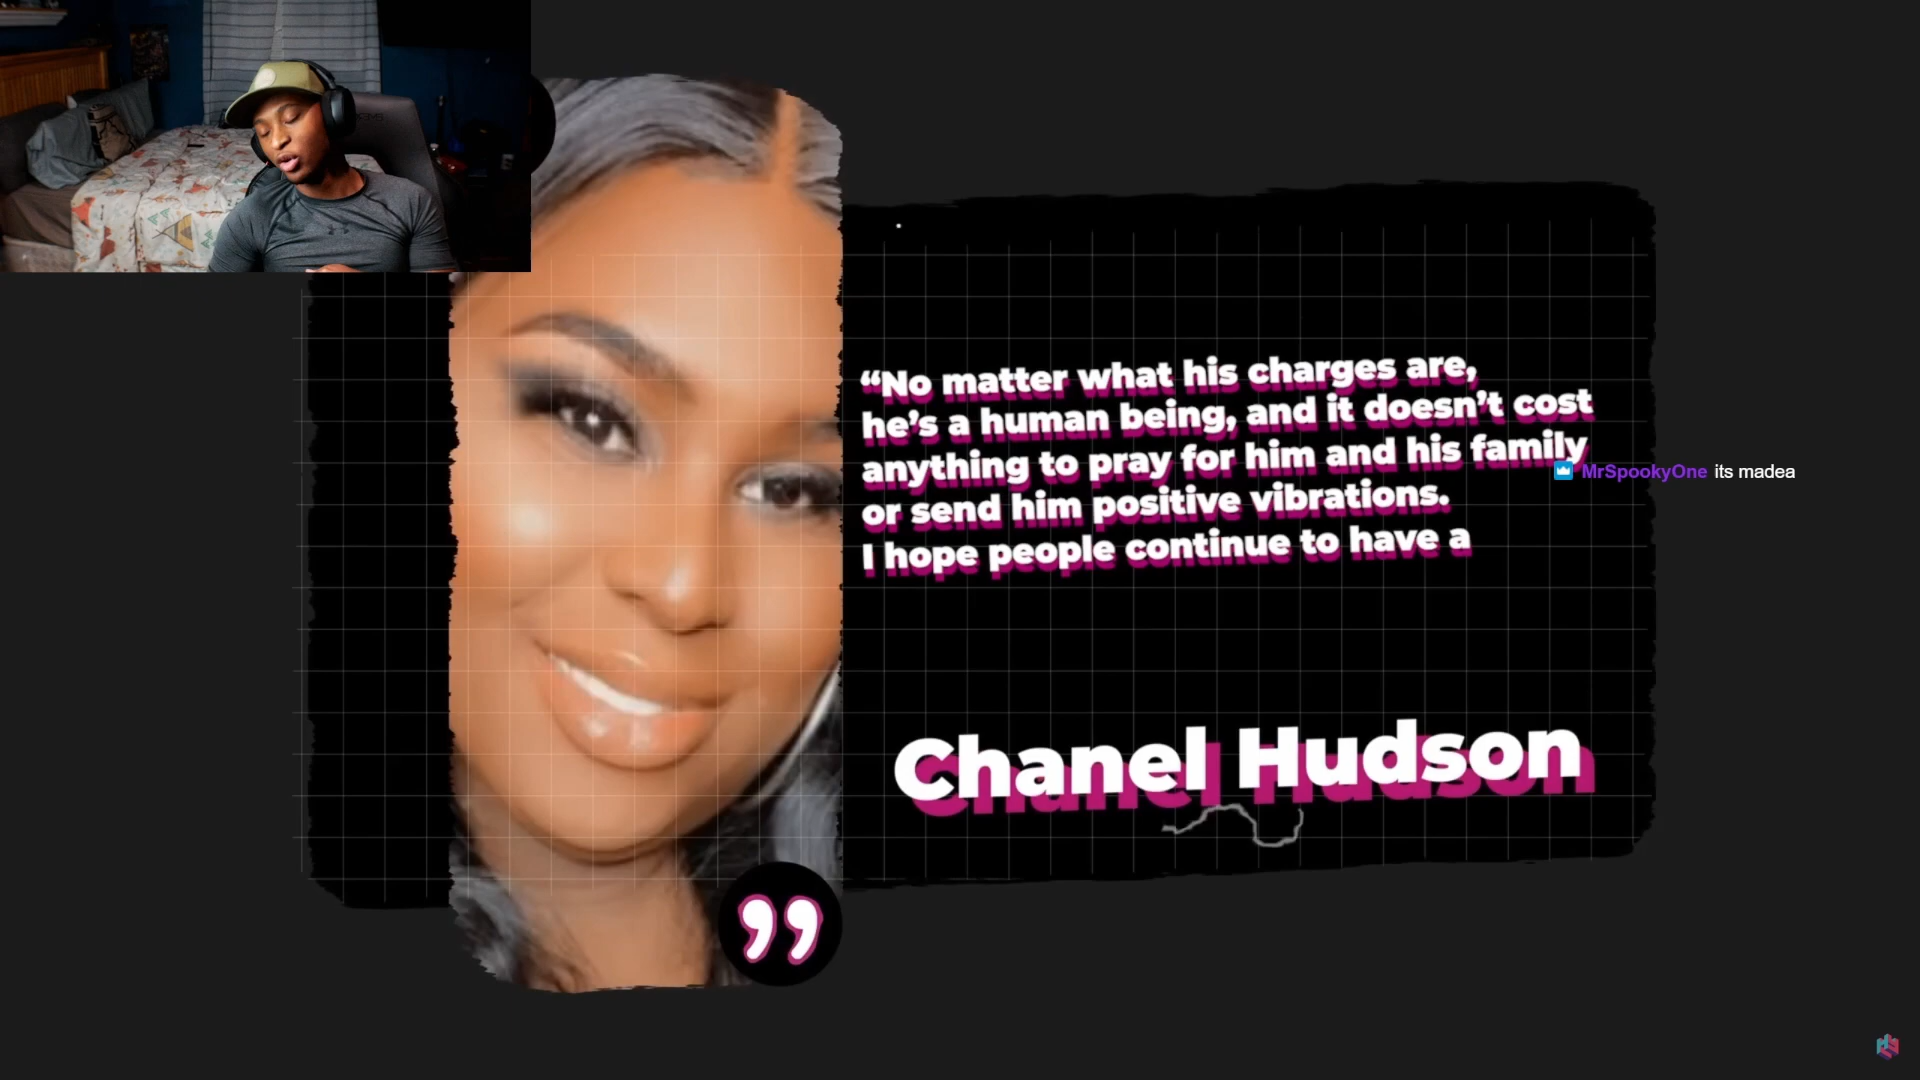 “No matter what his charges are,
he’s a human being, and it doesn’t cost
anything to pray for him and his family
or send him positive vibrations.
I hope people continue to have a
MrSpookyOne its madea
Chanel Hudson
”